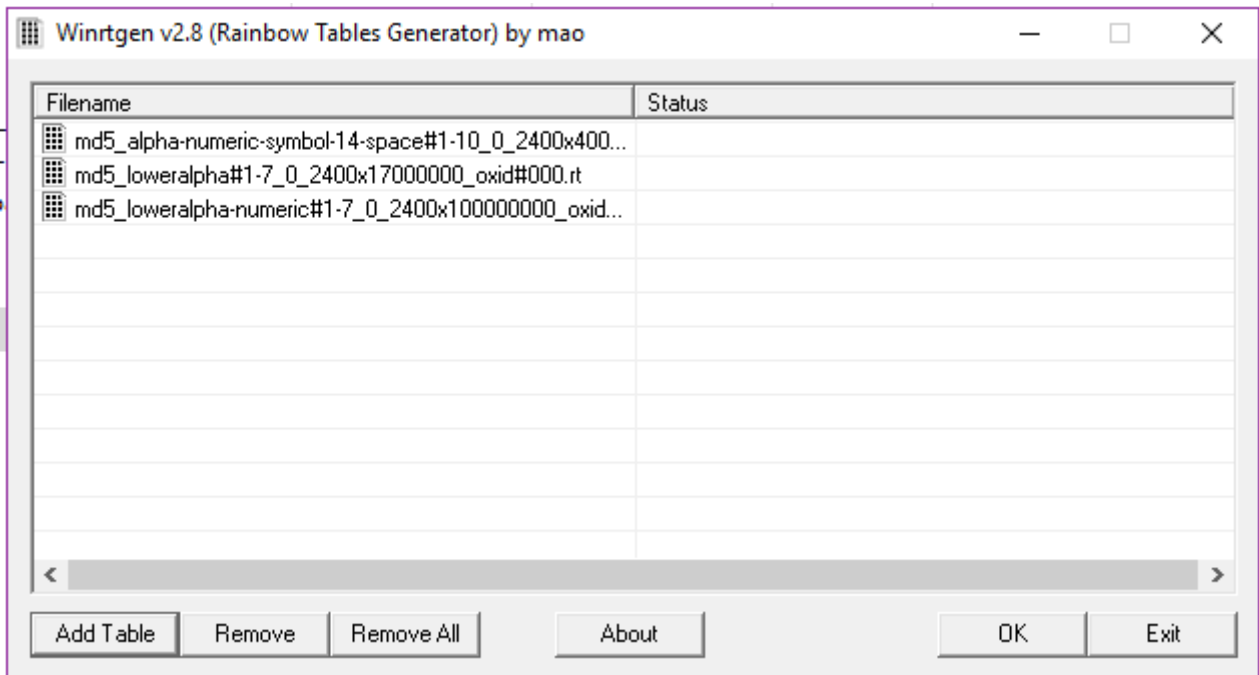 Winrtgen v2.8 (Rainbow Tables Generator) by mao
Filename Status
md5_alpha-numeric-symbol-14-space#1-10_0_2400x400...
md5_loweralpha#1-7_0_2400x17000000_oxid#000.rt
md5_loweralpha-numeric#1-7_0_2400x100000000_oxid...
Add Table Remove Remove All About OK Exit